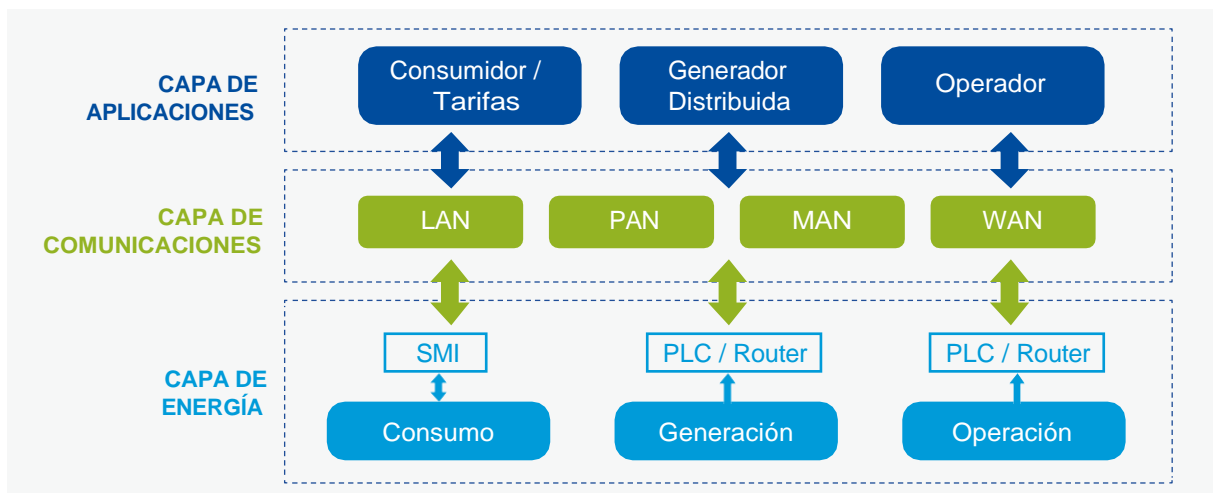 CAPA DE
APLICACIONES
Consumidor /
Tarifas
Generador
Distribuida
Operador
CAPA DE
COMUNICACIONES
LAN
PAN
MAN
WAN
CAPA DE
ENERGÍA
SMI
PLC / Router
PLC / Router
Consumo
Generación
Operación